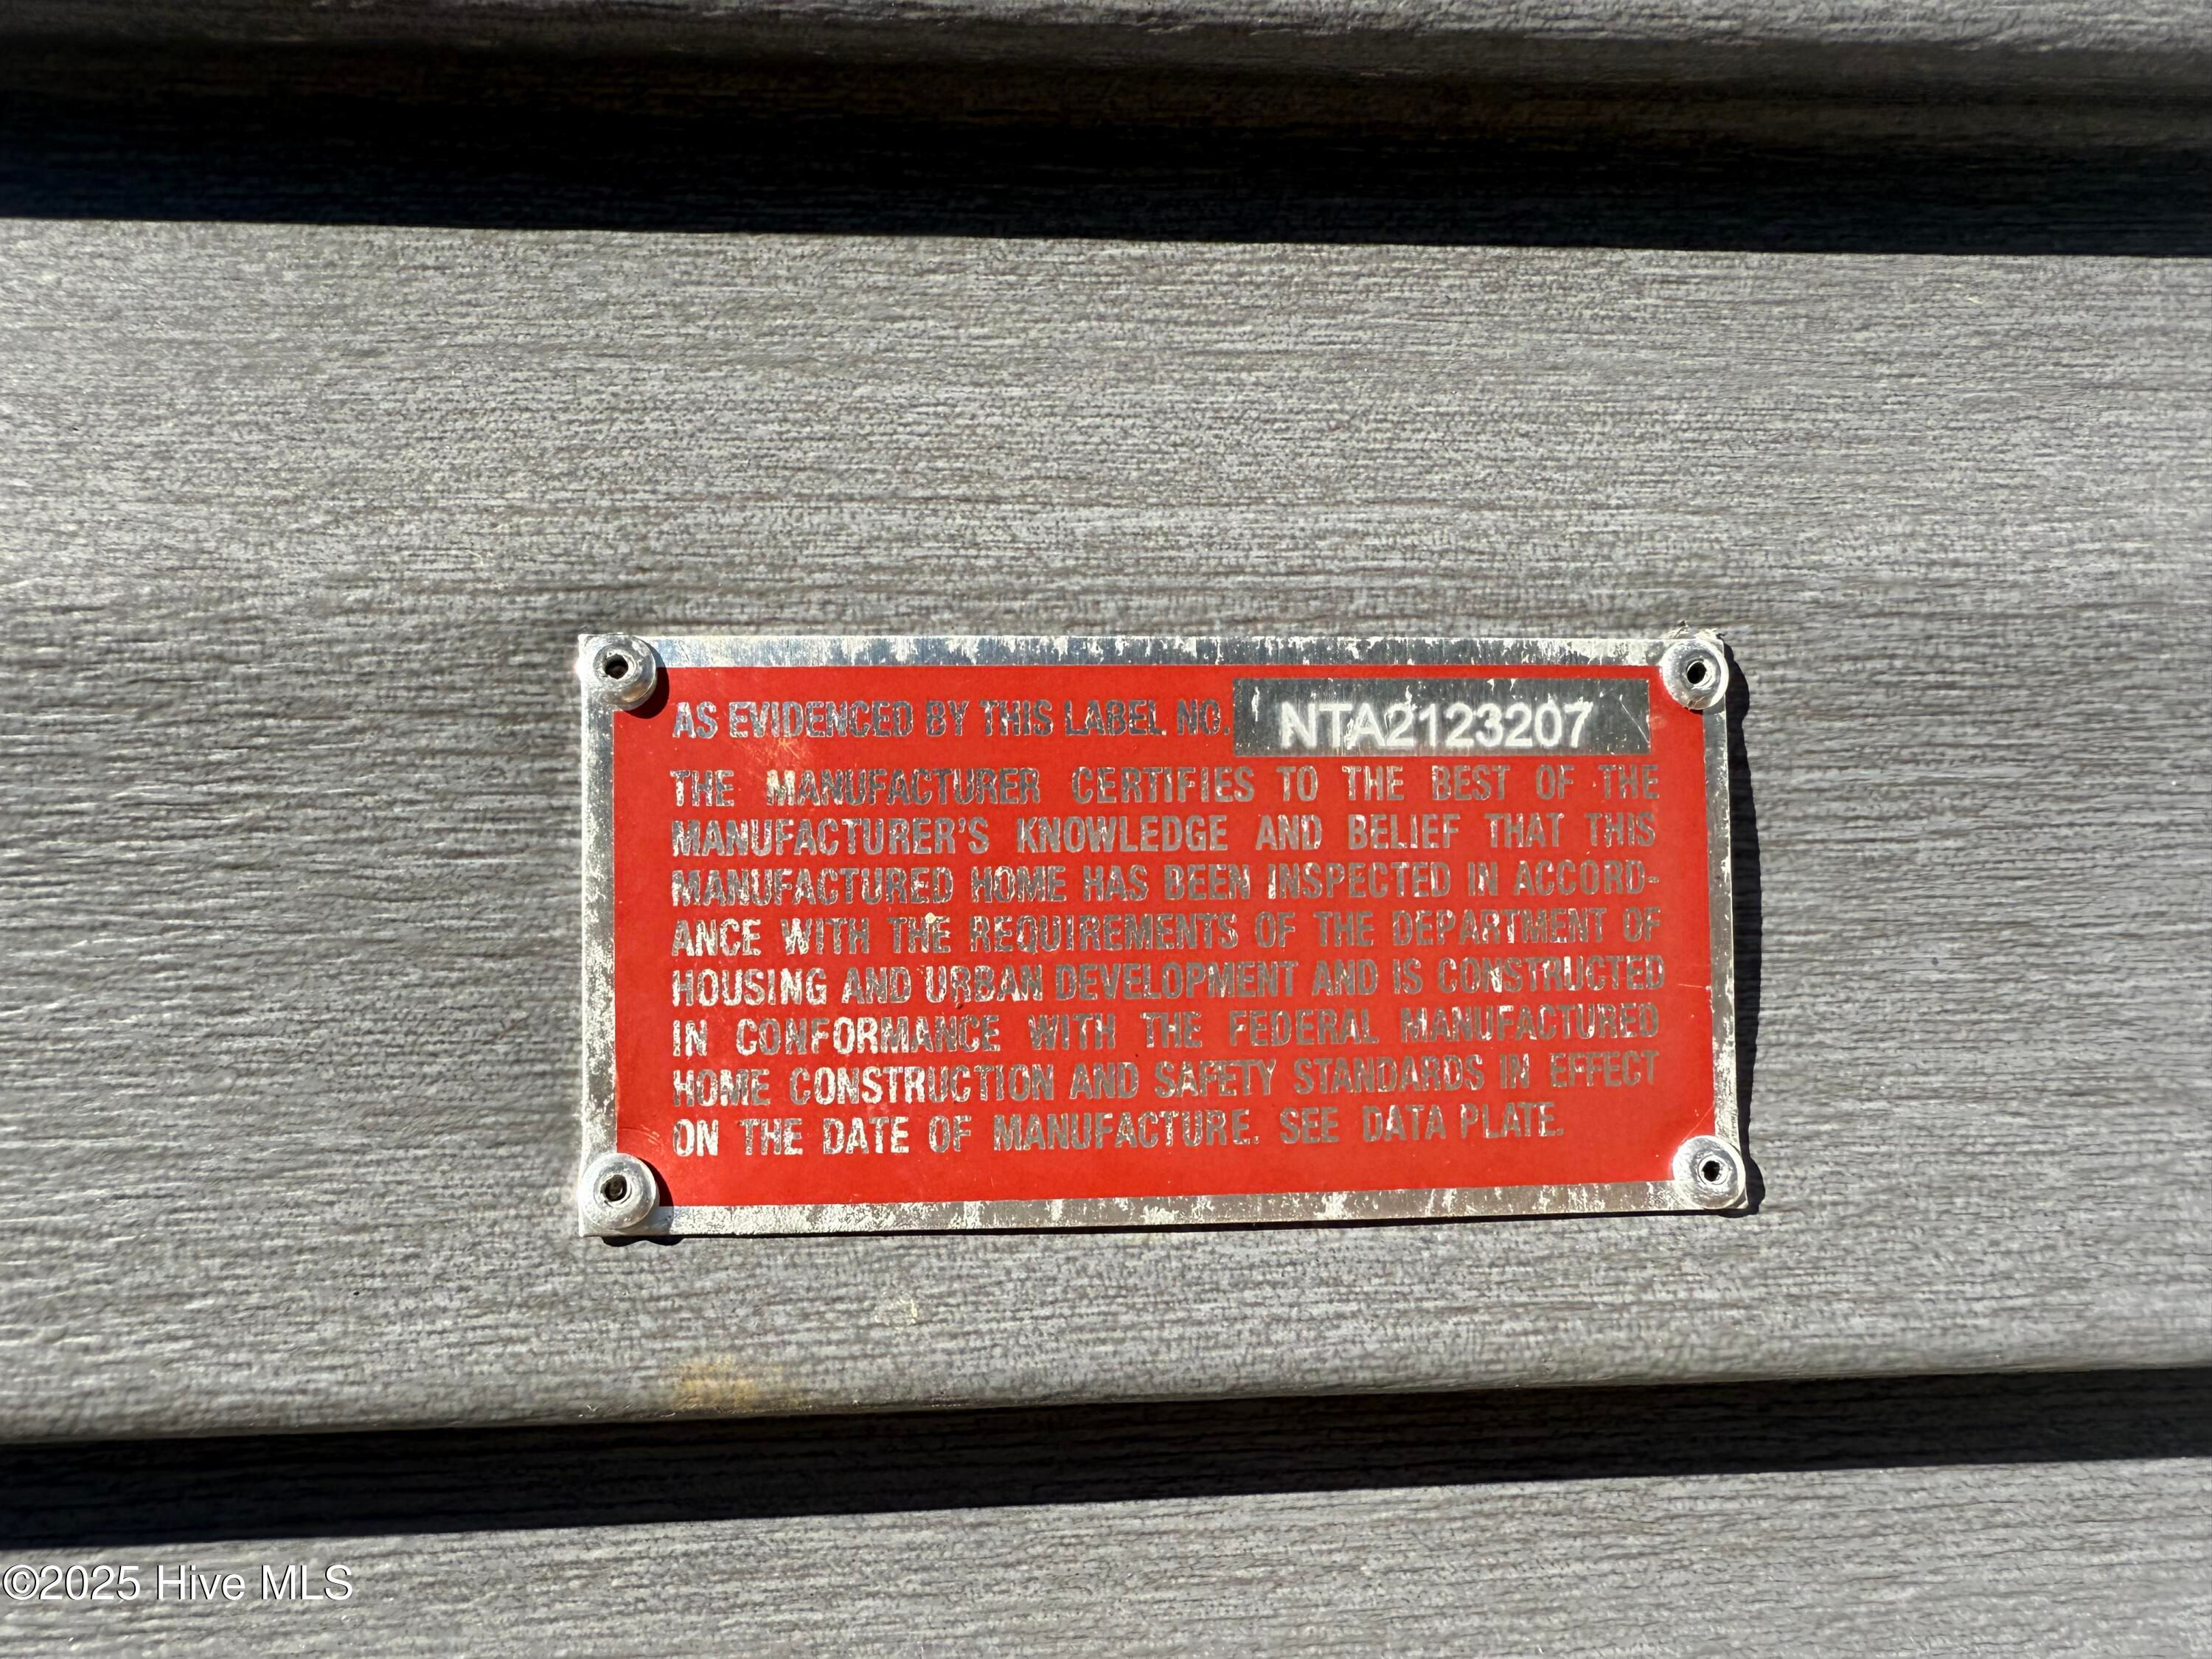 AS EVIDENCED BY THIS LABEL NO. NTA2123207
THE MANUFACTURER CERTIFIES TO THE BEST OF THE
MANUFACTURER'S KNOWLEDGE AND BELIEF THAT THIS
MANUFACTURED HOME HAS BEEN INSPECTED IN ACCORD-
ANCE WITH THE REQUIREMENTS OF THE DEPARTMENT OF
HOUSING AND URBAN DEVELOPMENT AND IS CONSTRUCTED
IN CONFORMANCE WITH THE FEDERAL MANUFACTURED
HOME CONSTRUCTION AND SAFETY STANDARDS IN EFFECT
ON THE DATE OF MANUFACTURE. SEE DATA PLATE.
©2025 Hive MLS